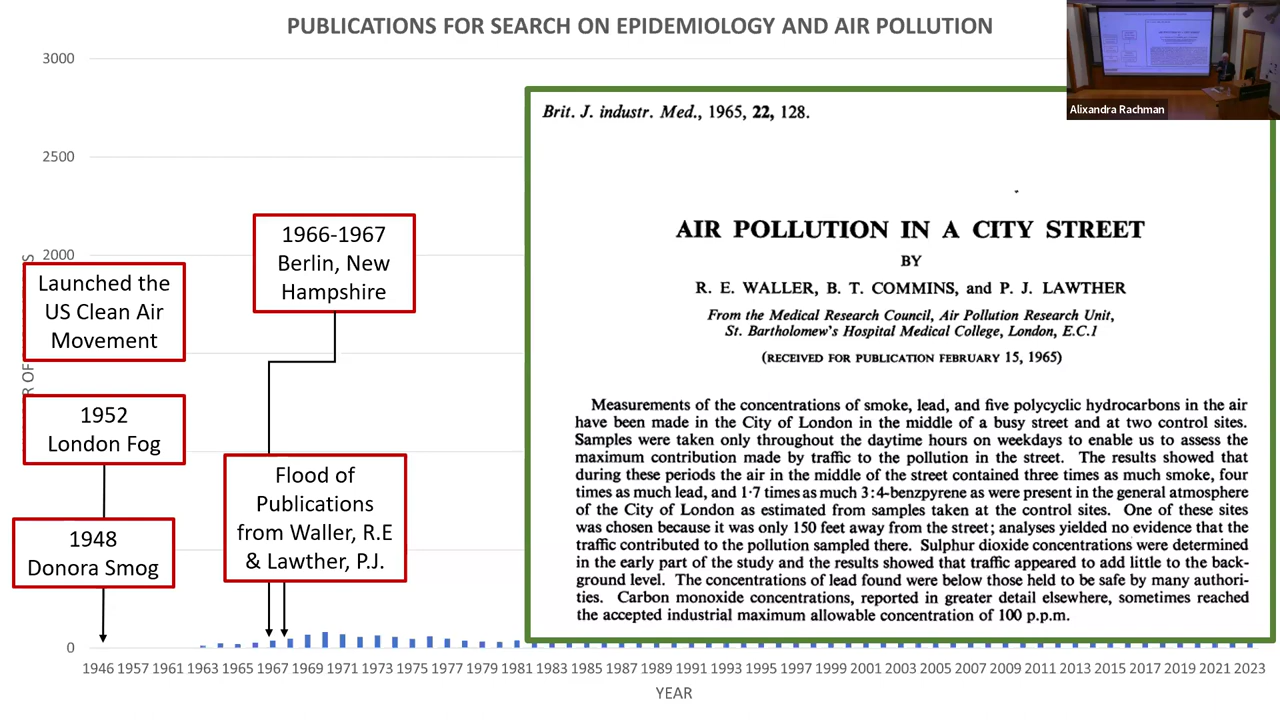 PUBLICATIONS FOR SEARCH ON EPIDEMIOLOGY AND AIR POLLUTION
Alixandra Rachman
3000
2500
2000
0
Launched the
US Clean Air
Movement
1952
London Fog
1948
Donora Smog
1966-1967
Berlin, New
Hampshire
Flood of
Publications
from Waller, R.E
& Lawther, P.J.
Brit. J. industr. Med., 1965, 22, 128.
AIR POLLUTION IN A CITY STREET
BY
R. E. WALLER, B. T. COMMINS, and P. J. LAWTHER
From the Medical Research Council, Air Pollution Research Unit,
St. Bartholomew's Hospital Medical College, London, E.C.1
(RECEIVED FOR PUBLICATION FEBRUARY 15, 1965)
Measurements of the concentrations of smoke, lead, and five polycyclic hydrocarbons in the air
have been made in the City of London in the middle of a busy street and at two control sites.
Samples were taken only throughout the daytime hours on weekdays to enable us to assess the
maximum contribution made by traffic to the pollution in the street. The results showed that
during these periods the air in the middle of the street contained three times as much smoke, four
times as much lead, and 1·7 times as much 3:4-benzpyrene as were present in the general atmosphere
of the City of London as estimated from samples taken at the control sites. One of these sites
was chosen because it was only 150 feet away from the street; analyses yielded no evidence that the
traffic contributed to the pollution sampled there. Sulphur dioxide concentrations were determined
in the early part of the study and the results showed that traffic appeared to add little to the back-
ground level. The concentrations of lead found were below those held to be safe by many authori-
ties. Carbon monoxide concentrations, reported in greater detail elsewhere, sometimes reached
the accepted industrial maximum allowable concentration of 100 p.p.m.
1946 1957 1961 1963 1965 1967 1969 1971 1973 1975 1977 1979 1981 1983 1985 1987 1989 1991 1993 1995 1997 1999 2001 2003 2005 2007 2009 2011 2013 2015 2017 2019 2021 2023
YEAR